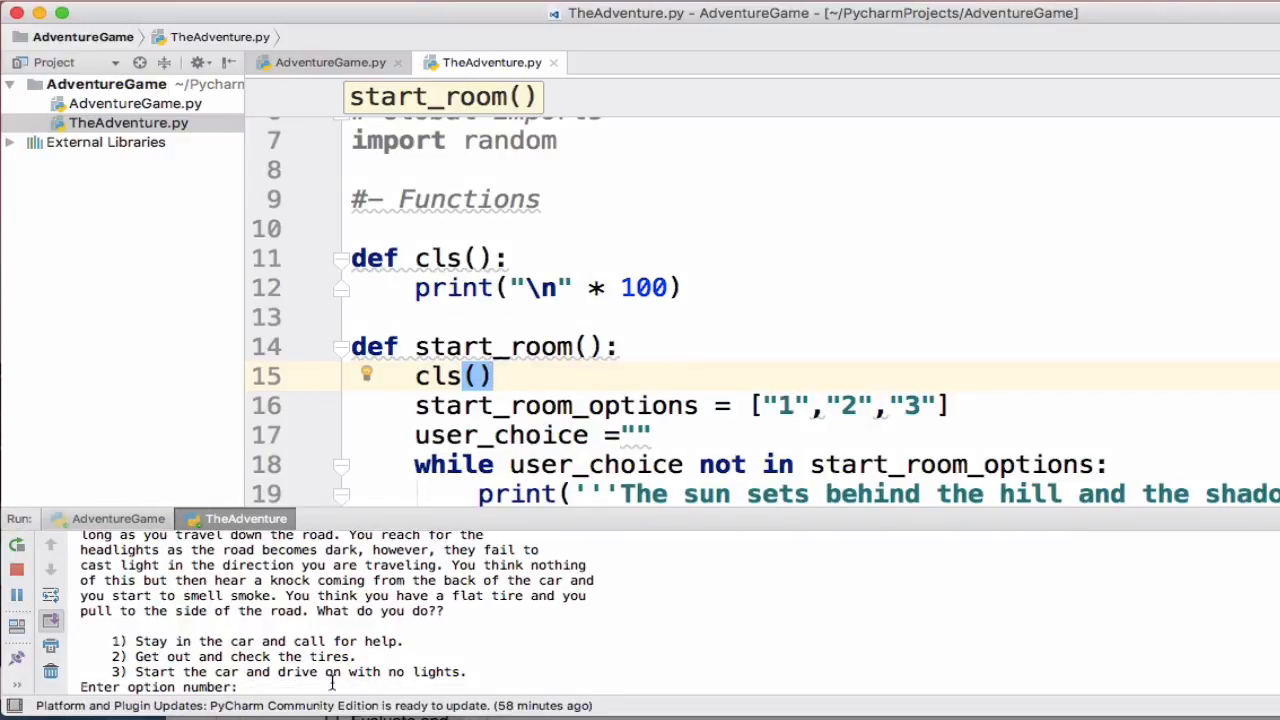 TheAdventure.py - AdventureGame - [~/PycharmProjects/AdventureGame]
AdventureGame
TheAdventure.py
Project
AdventureGame.py
TheAdventure.py
AdventureGame ~/Pycharm
AdventureGame.py
TheAdventure.py
External Libraries
start_room()
7 import random
8
9 #- Functions
10
11 def cls():
12 print("\n" * 100)
13
14 def start_room():
15 cls()
16 start_room_options = ["1","2","3"]
17 user_choice =""
18 while user_choice not in start_room_options:
19 print('''The sun sets behind the hill and the shado
Run: AdventureGame TheAdventure
long as you travel down the road. You reach for the
headlights as the road becomes dark, however, they fail to
cast light in the direction you are traveling. You think nothing
of this but then hear a knock coming from the back of the car and
you start to smell smoke. You think you have a flat tire and you
pull to the side of the road. What do you do??
1) Stay in the car and call for help.
2) Get out and check the tires.
3) Start the car and drive on with no lights.
Enter option number:
Platform and Plugin Updates: PyCharm Community Edition is ready to update. (58 minutes ago)